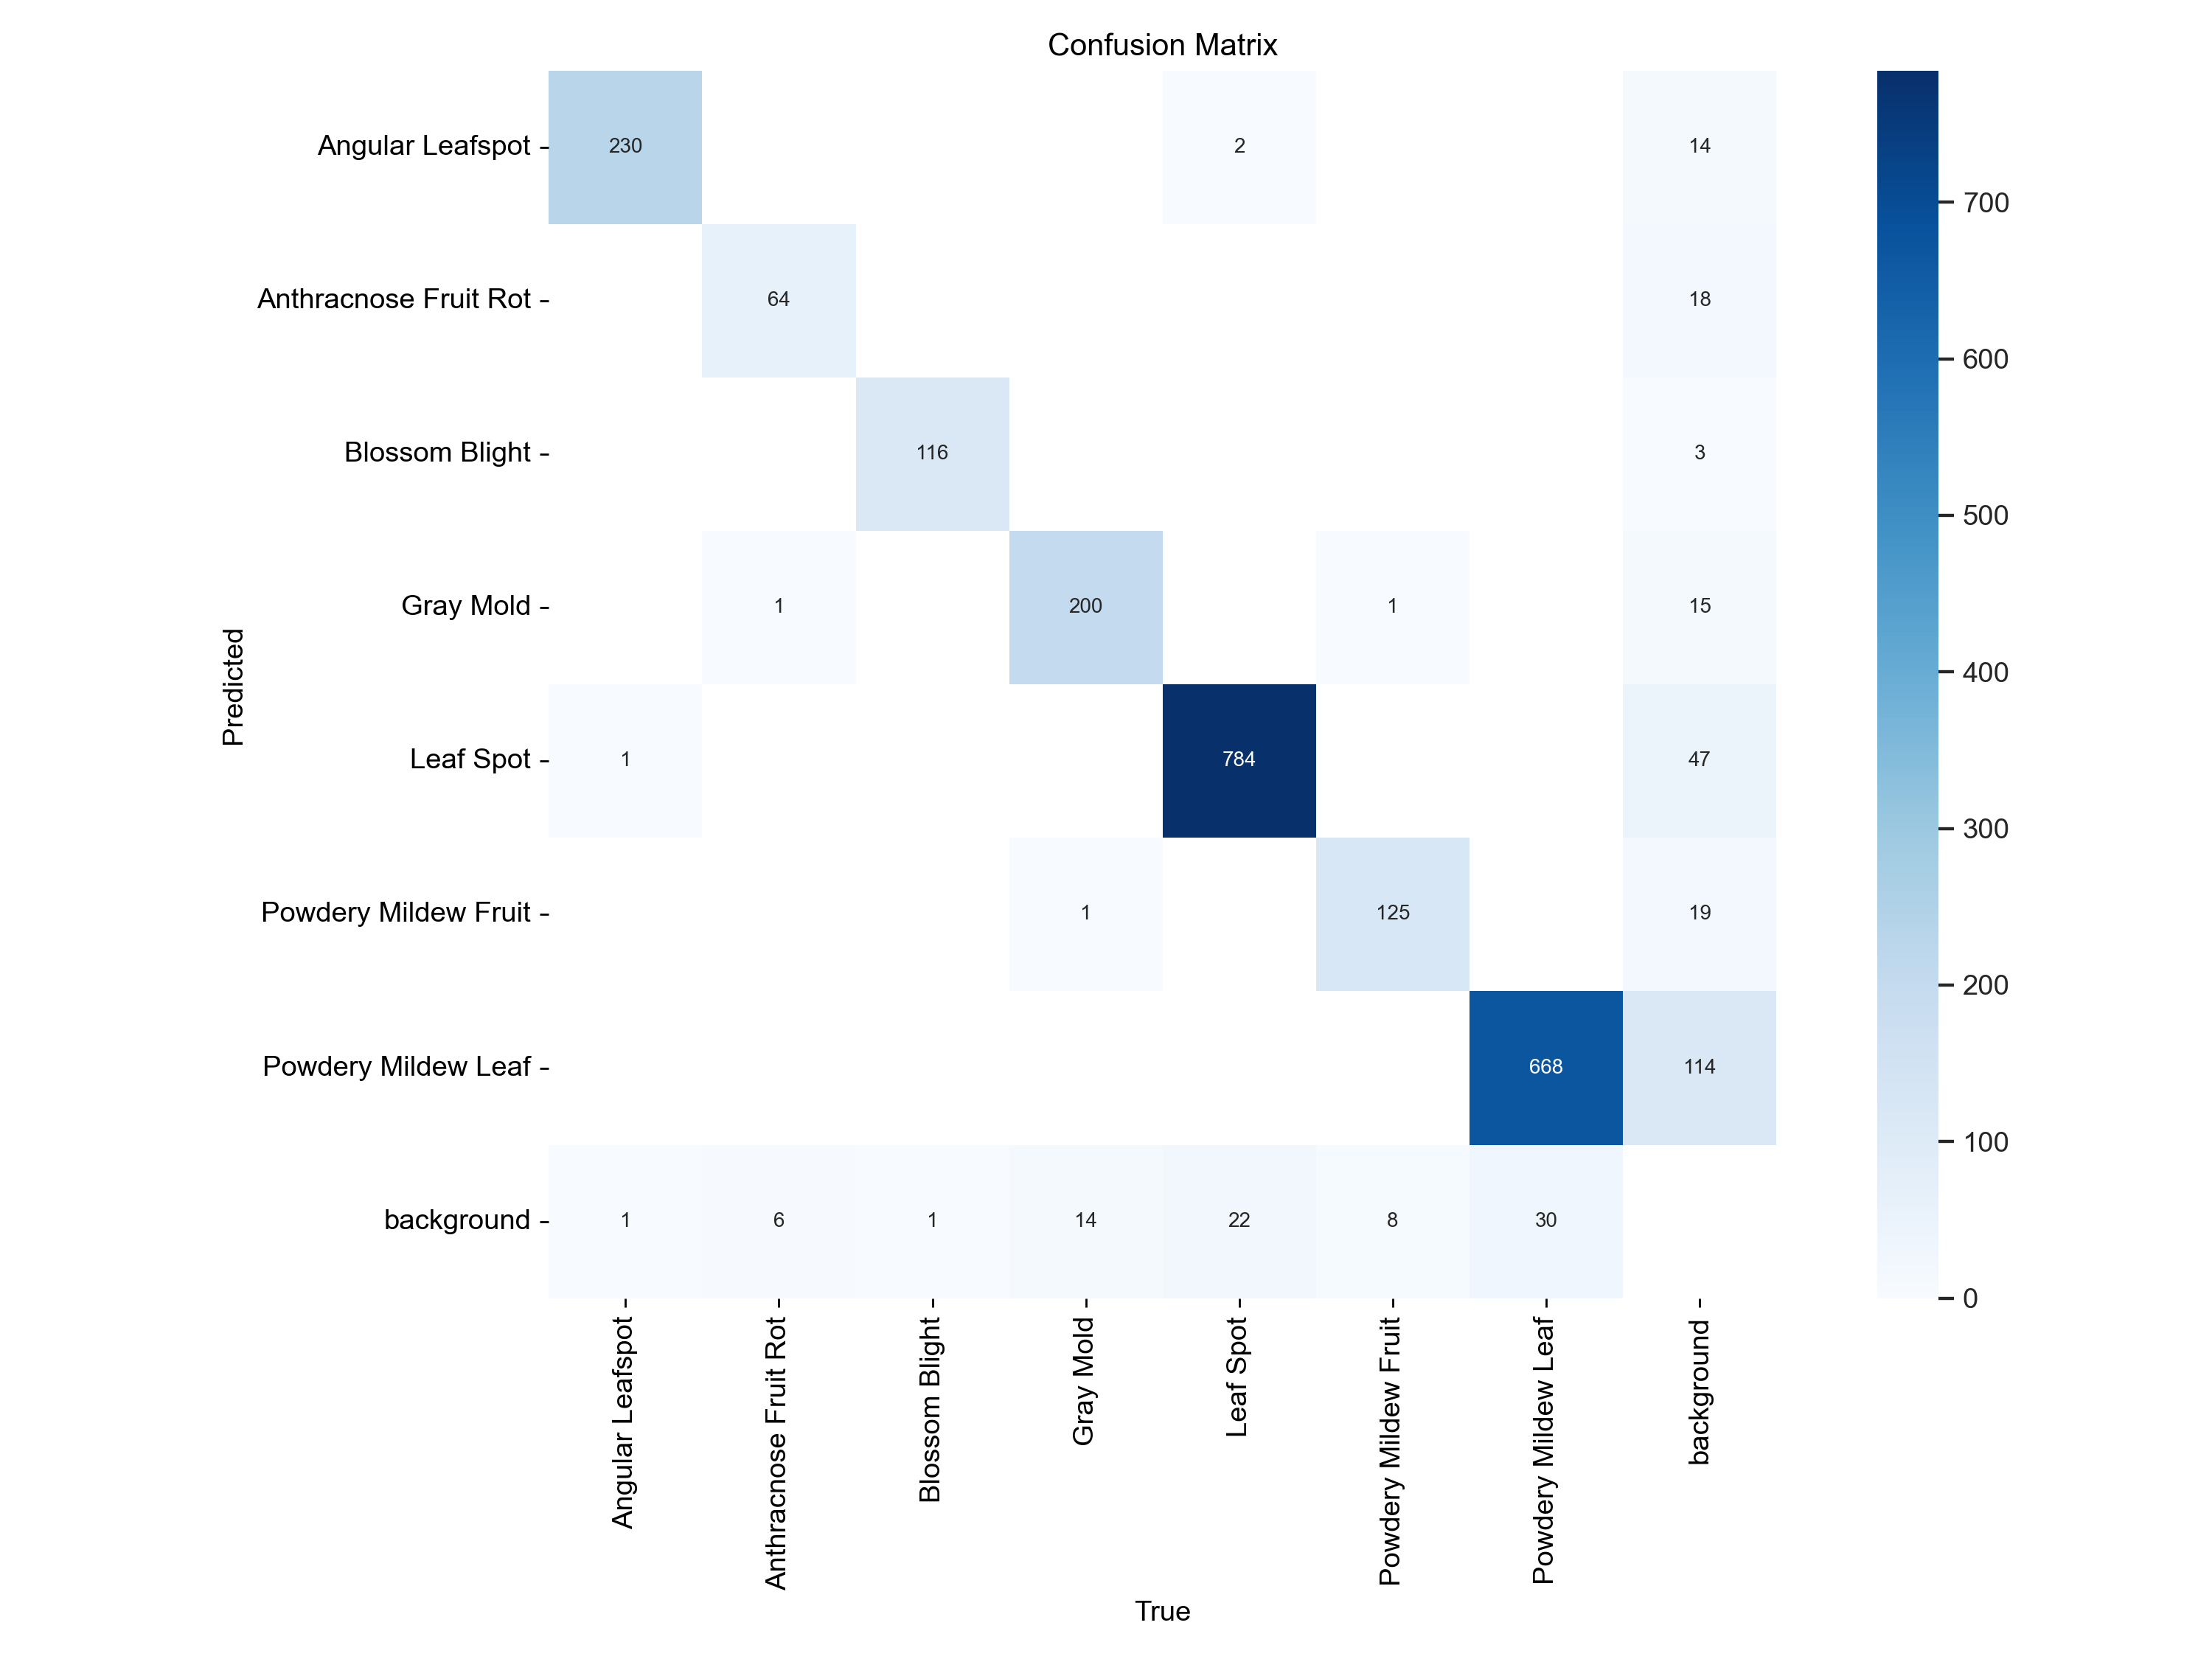 Confusion Matrix
Angular Leafspot 230 2 14
Anthracnose Fruit Rot 64 18
Blossom Blight 116 3
Gray Mold 1 200 1 15
Leaf Spot 1 784 47
Powdery Mildew Fruit 1 125 19
Powdery Mildew Leaf 668 114
background 1 6 1 14 22 8 30
Predicted
Angular Leafspot
Anthracnose Fruit Rot
Blossom Blight
Gray Mold
Leaf Spot
Powdery Mildew Fruit
Powdery Mildew Leaf
background
True
700
600
500
400
300
200
100
0